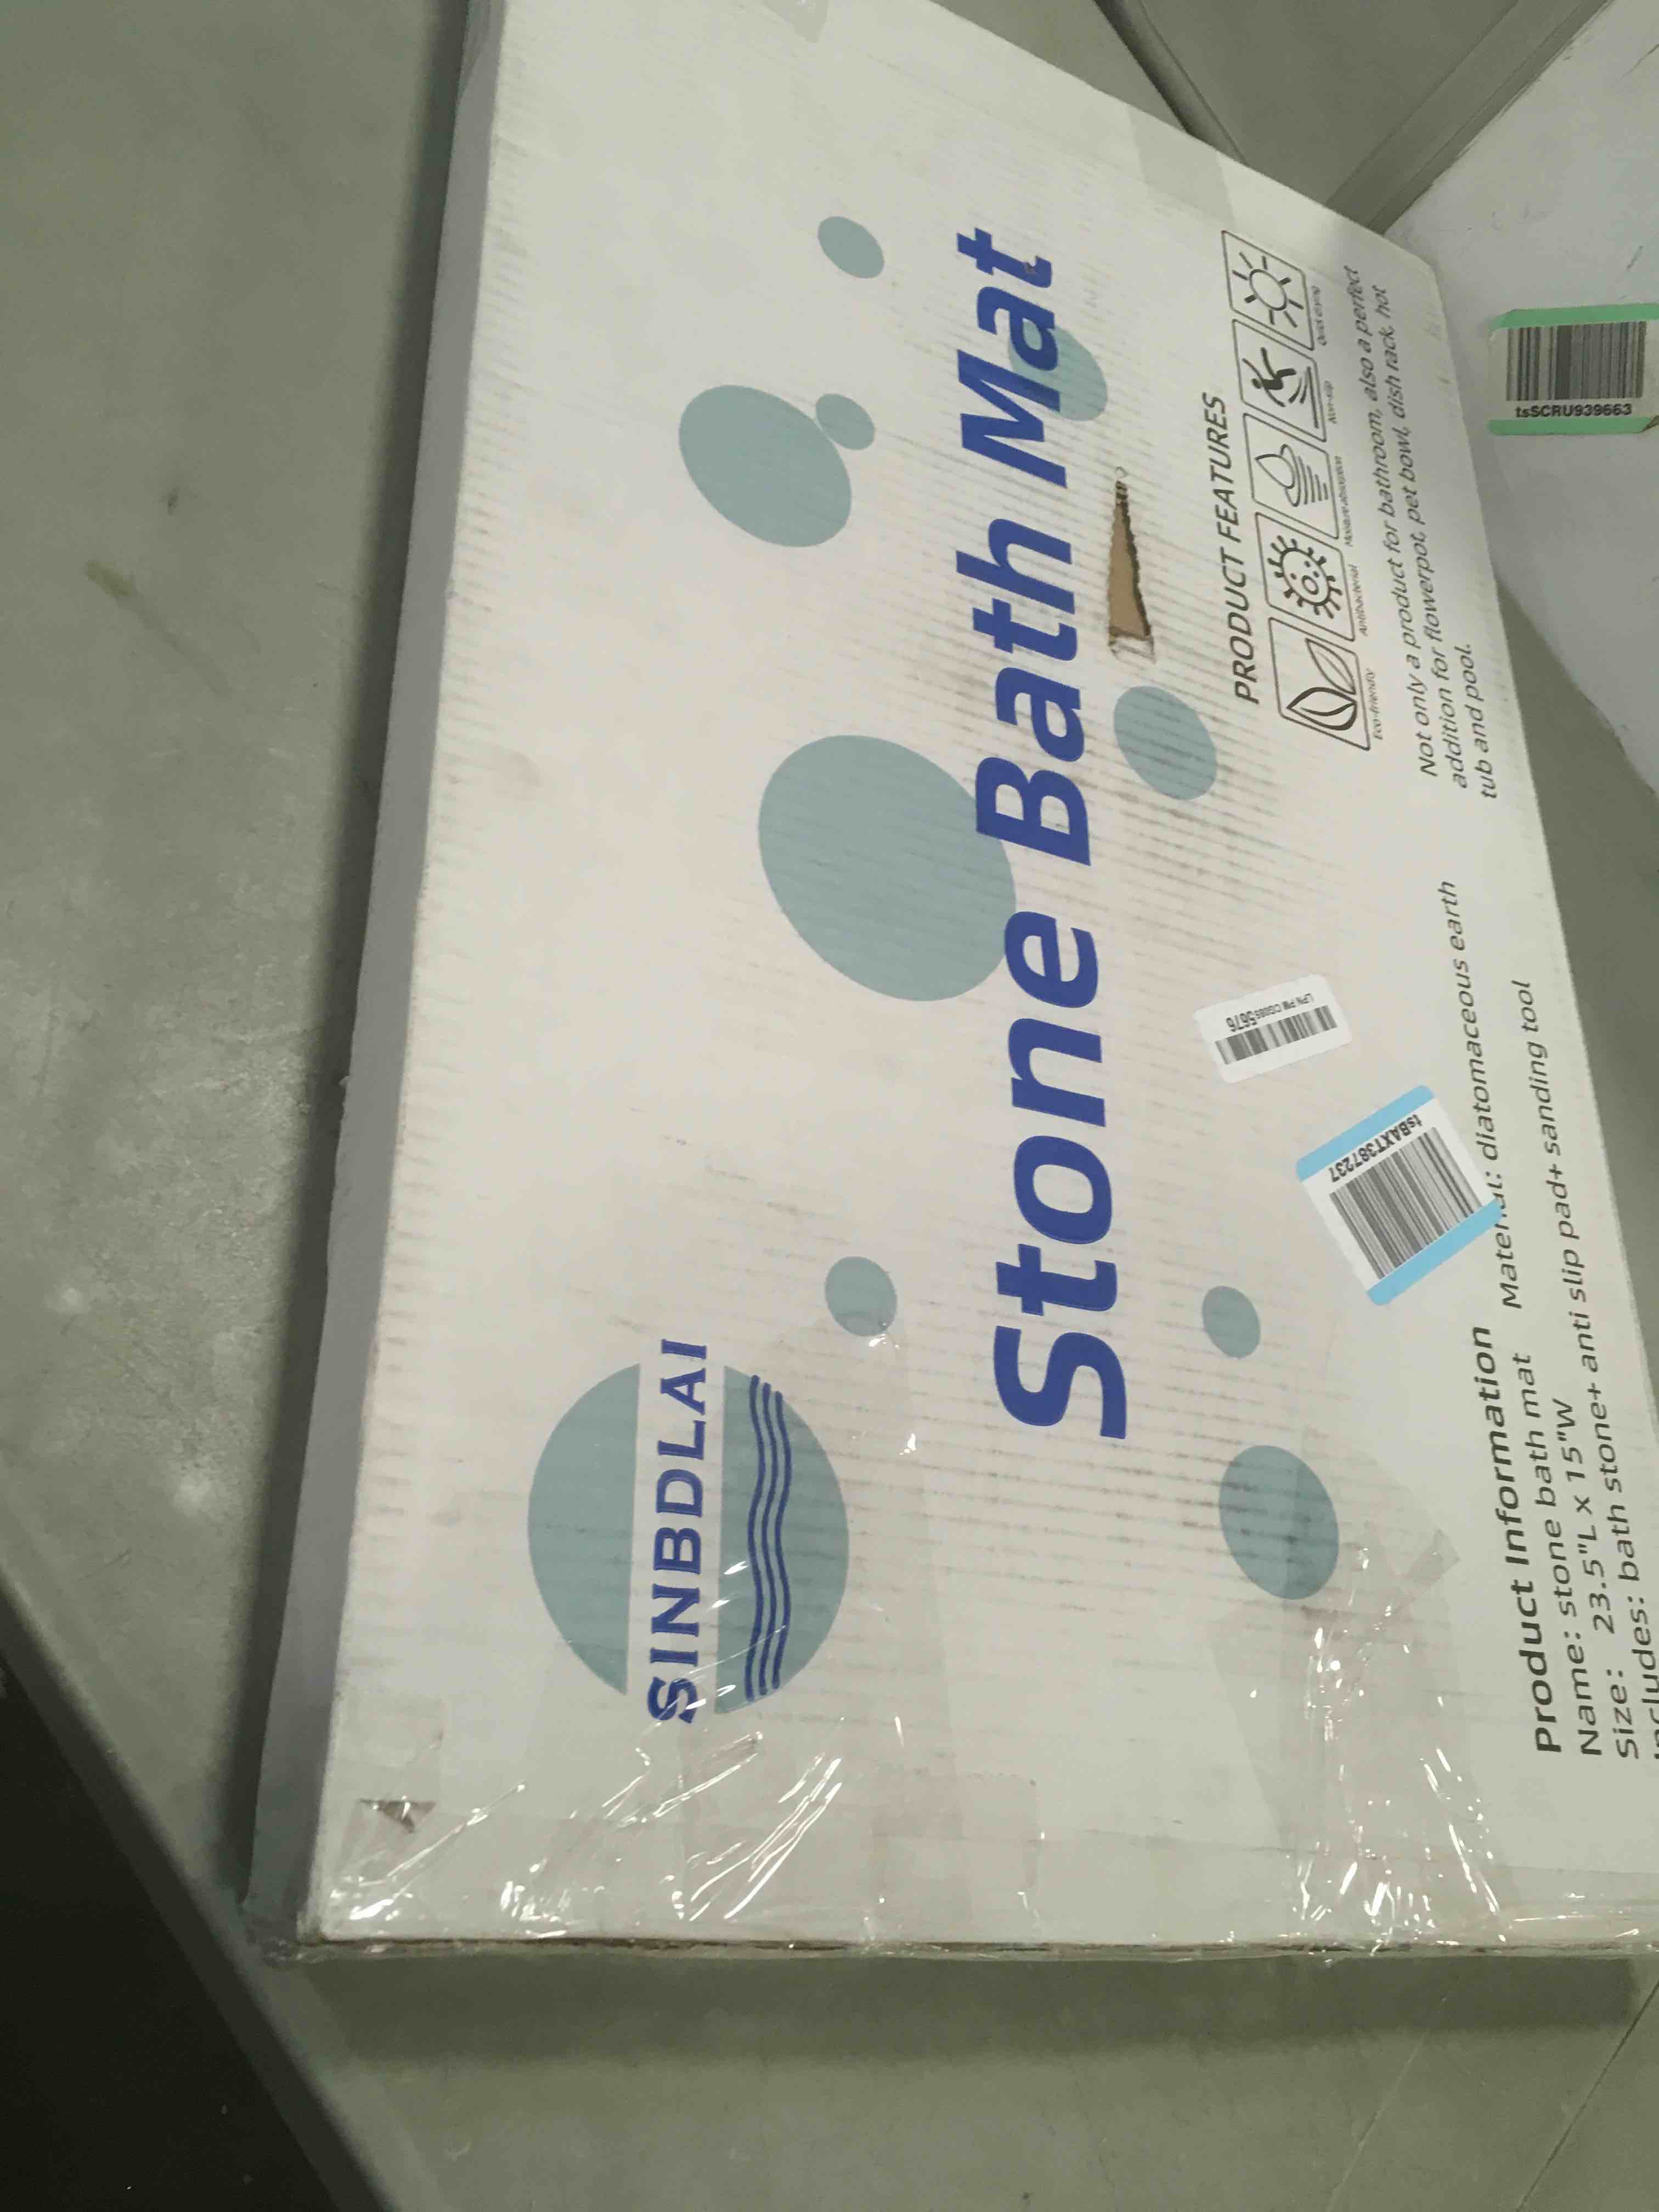 SINBDLAI
Stone Bath Mat
PRODUCT FEATURES
Eco-friendly
Antibacterial
Moisture absorption
Non-slip
Quick drying
Not only a product for bathroom, also a perfect
addition for flowerpot, pet bowl, dish rack, hot
tub and pool.
Product Information
Name: stone bath mat
Material: diatomaceous earth
Size: 23.5"L x 15"W
Includes: bath stone+ anti slip pad+ sanding tool
tsBAXT387237
tsSCRU939663